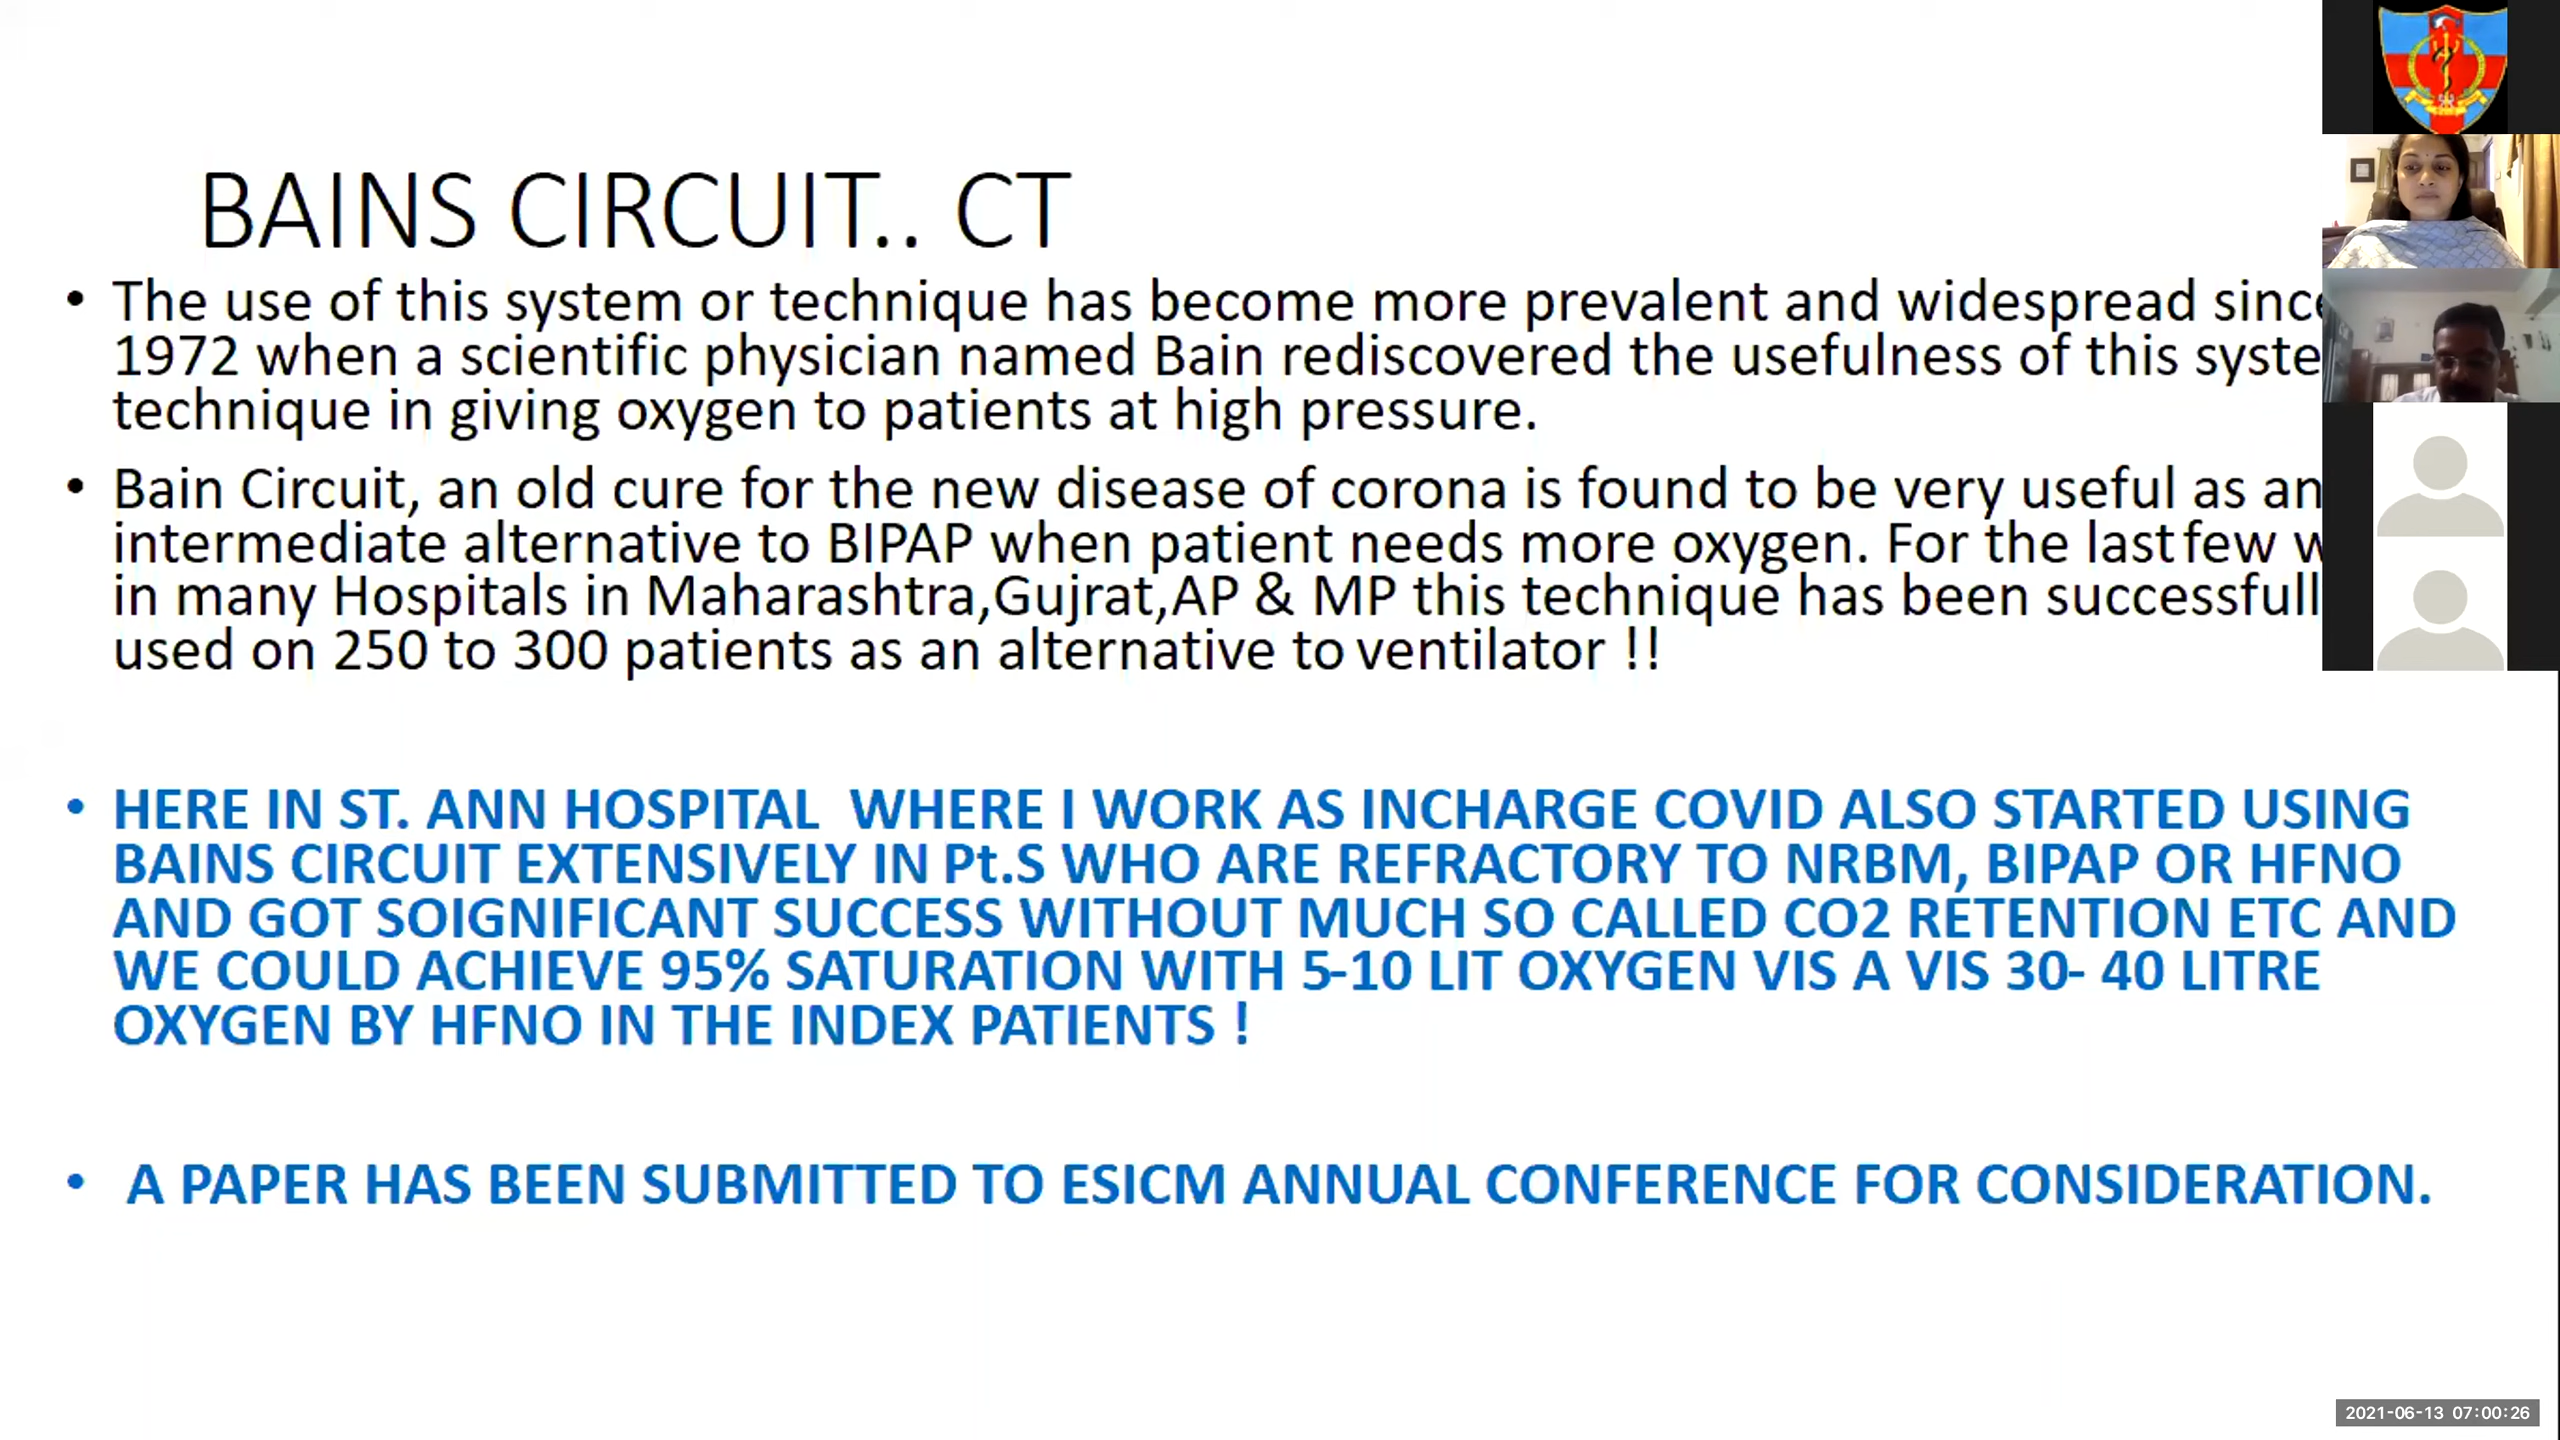 BAINS CIRCUIT.. CT
• The use of this system or technique has become more prevalent and widespread since
1972 when a scientific physician named Bain rediscovered the usefulness of this syste
technique in giving oxygen to patients at high pressure.
• Bain Circuit, an old cure for the new disease of corona is found to be very useful as an
intermediate alternative to BIPAP when patient needs more oxygen. For the last few w
in many Hospitals in Maharashtra,Gujrat,AP & MP this technique has been successfull
used on 250 to 300 patients as an alternative to ventilator !!
• HERE IN ST. ANN HOSPITAL WHERE I WORK AS INCHARGE COVID ALSO STARTED USING
BAINS CIRCUIT EXTENSIVELY IN Pt.S WHO ARE REFRACTORY TO NRBM, BIPAP OR HFNO
AND GOT SOIGNIFICANT SUCCESS WITHOUT MUCH SO CALLED CO2 RETENTION ETC AND
WE COULD ACHIEVE 95% SATURATION WITH 5-10 LIT OXYGEN VIS A VIS 30- 40 LITRE
OXYGEN BY HFNO IN THE INDEX PATIENTS !
• A PAPER HAS BEEN SUBMITTED TO ESICM ANNUAL CONFERENCE FOR CONSIDERATION.
2021-06-13 07:00:26